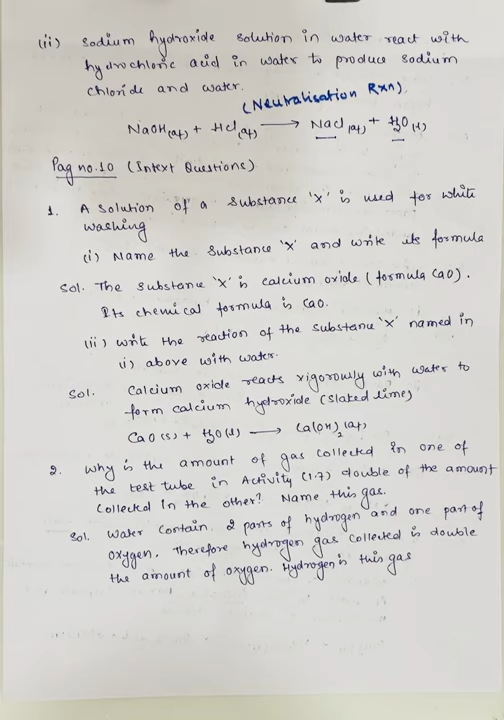 (ii) Sodium hydroxide solution in water react with
hydrochloric acid in water to produce sodium
chloride and water.
(Neutralisation Rxn)
NaOH(aq) + HCl(aq) ⟶ NaCl(aq) + H2O(l)
Pag no.10 (Intext Questions)
1. A Solution of a Substance 'X' is used for white
washing
(i) Name the Substance 'X' and write its formula
Sol. The Substance 'X' is calcium oxide (formula CaO).
Its chemical formula is CaO.
(ii) write the reaction of the substance 'X' named in
(i) above with water.
Sol. Calcium oxide reacts vigorously with water to
form calcium hydroxide (slaked lime)
CaO(s) + H2O(l) ⟶ Ca(OH)2(aq)
2. Why is the amount of gas collected in one of
the test tube in Activity (1.7) double of the amount
collected in the other? Name this gas.
Sol. Water contain 2 parts of hydrogen and one part of
oxygen. Therefore hydrogen gas collected is double
the amount of oxygen. Hydrogen is this gas